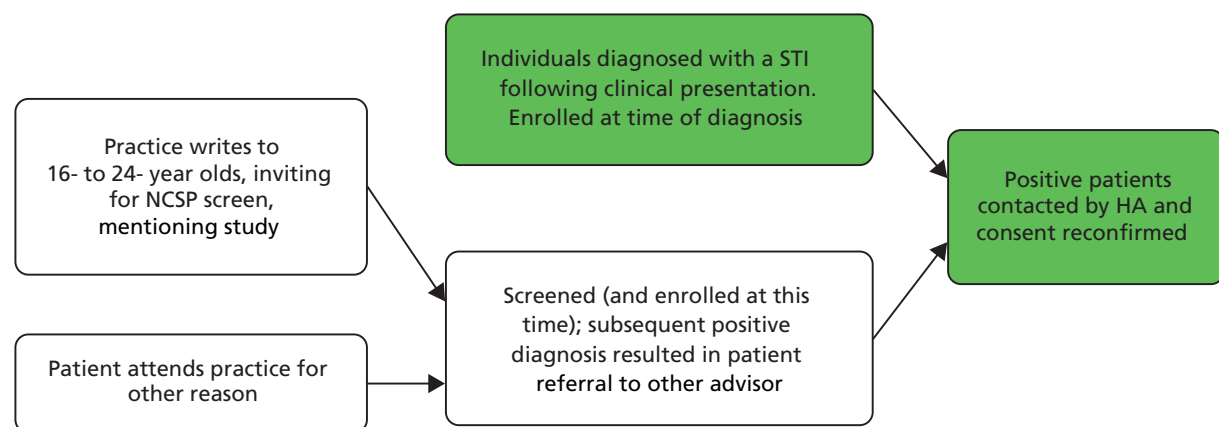 Individuals diagnosed with a STI
following clinical presentation.
Enrolled at time of diagnosis
Practice writes to
16- to 24- year olds, inviting
for NCSP screen,
mentioning study
Positive patients
contacted by HA and
consent reconfirmed
Screened (and enrolled at this
time); subsequent positive
diagnosis resulted in patient
referral to other advisor
Patient attends practice for
other reason